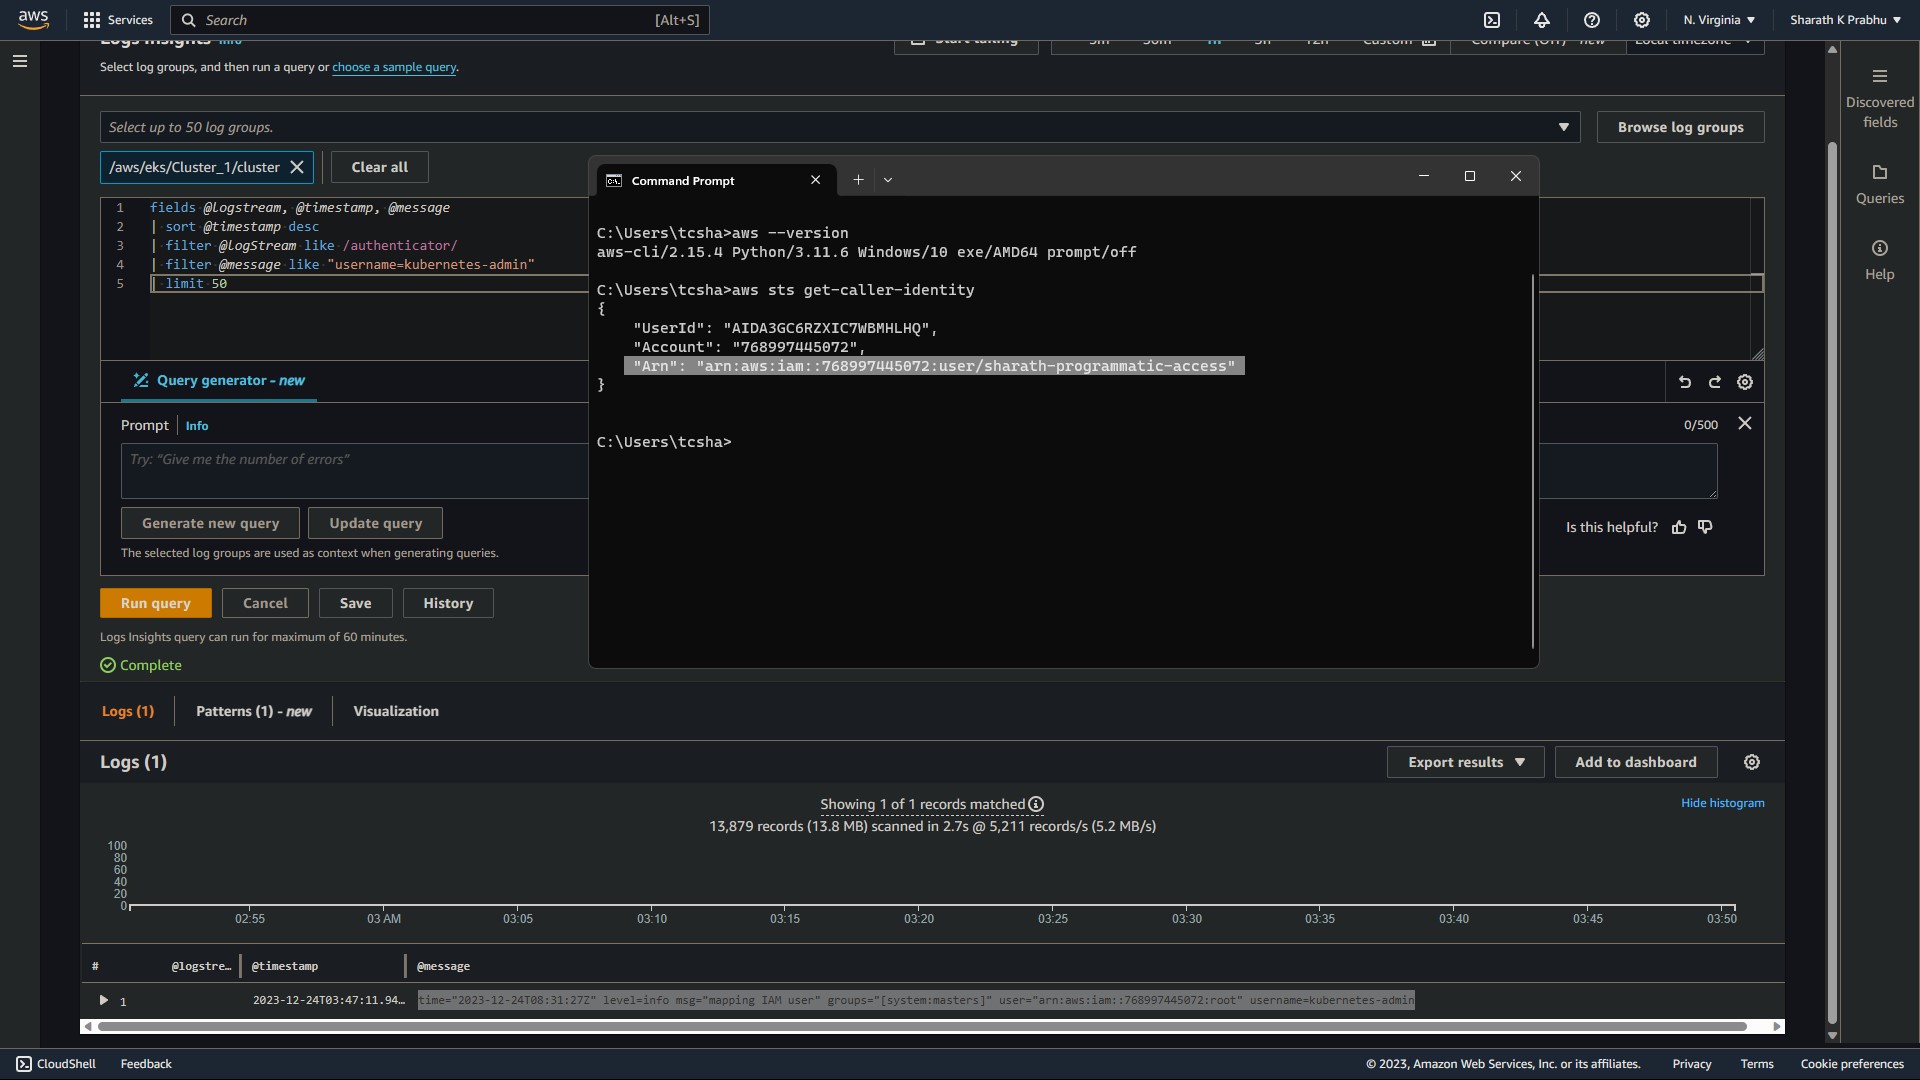 aws
Services
Search
[Alt+S]
N. Virginia
Sharath K Prabhu
Logs Insights Info
Start tailing
5m 30m 1h 3h 12h Custom
Compare (Off) - new
Local timezone
Select log groups, and then run a query or choose a sample query.
Select up to 50 log groups.
Browse log groups
/aws/eks/Cluster_1/cluster
Clear all
1 fields @logstream, @timestamp, @message
2 | sort @timestamp desc
3 | filter @logStream like /authenticator/
4 | filter @message like "username=kubernetes-admin"
5 | limit 50
Query generator - new
Prompt
Info
0/500
Try: “Give me the number of errors”
Generate new query
Update query
Is this helpful?
The selected log groups are used as context when generating queries.
Command Prompt
C:\Users\tcsha>aws --version
aws-cli/2.15.4 Python/3.11.6 Windows/10 exe/AMD64 prompt/off
C:\Users\tcsha>aws sts get-caller-identity
{
"UserId": "AIDA3GC6RZXIC7WBMHLHQ",
"Account": "768997445072",
"Arn": "arn:aws:iam::768997445072:user/sharath-programmatic-access"
}
C:\Users\tcsha>
Discovered
fields
Queries
Help
Run query
Cancel
Save
History
Logs Insights query can run for maximum of 60 minutes.
Complete
Logs (1)
Patterns (1) - new
Visualization
Logs (1)
Export results
Add to dashboard
Showing 1 of 1 records matched
Hide histogram
13,879 records (13.8 MB) scanned in 2.7s @ 5,211 records/s (5.2 MB/s)
100
80
60
40
20
0
02:55 03 AM 03:05 03:10 03:15 03:20 03:25 03:30 03:35 03:40 03:45 03:50
# @logstre... @timestamp @message
1 2023-12-24T03:47:11.94... time="2023-12-24T08:31:27Z" level=info msg="mapping IAM user" groups="[system:masters]" user="arn:aws:iam::768997445072:root" username=kubernetes-admin
CloudShell
Feedback
© 2023, Amazon Web Services, Inc. or its affiliates.
Privacy
Terms
Cookie preferences